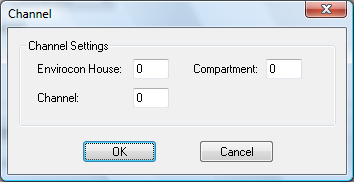 Channel
Channel Settings
Envirocon House: 0 Compartment: 0
Channel: 0
OK Cancel